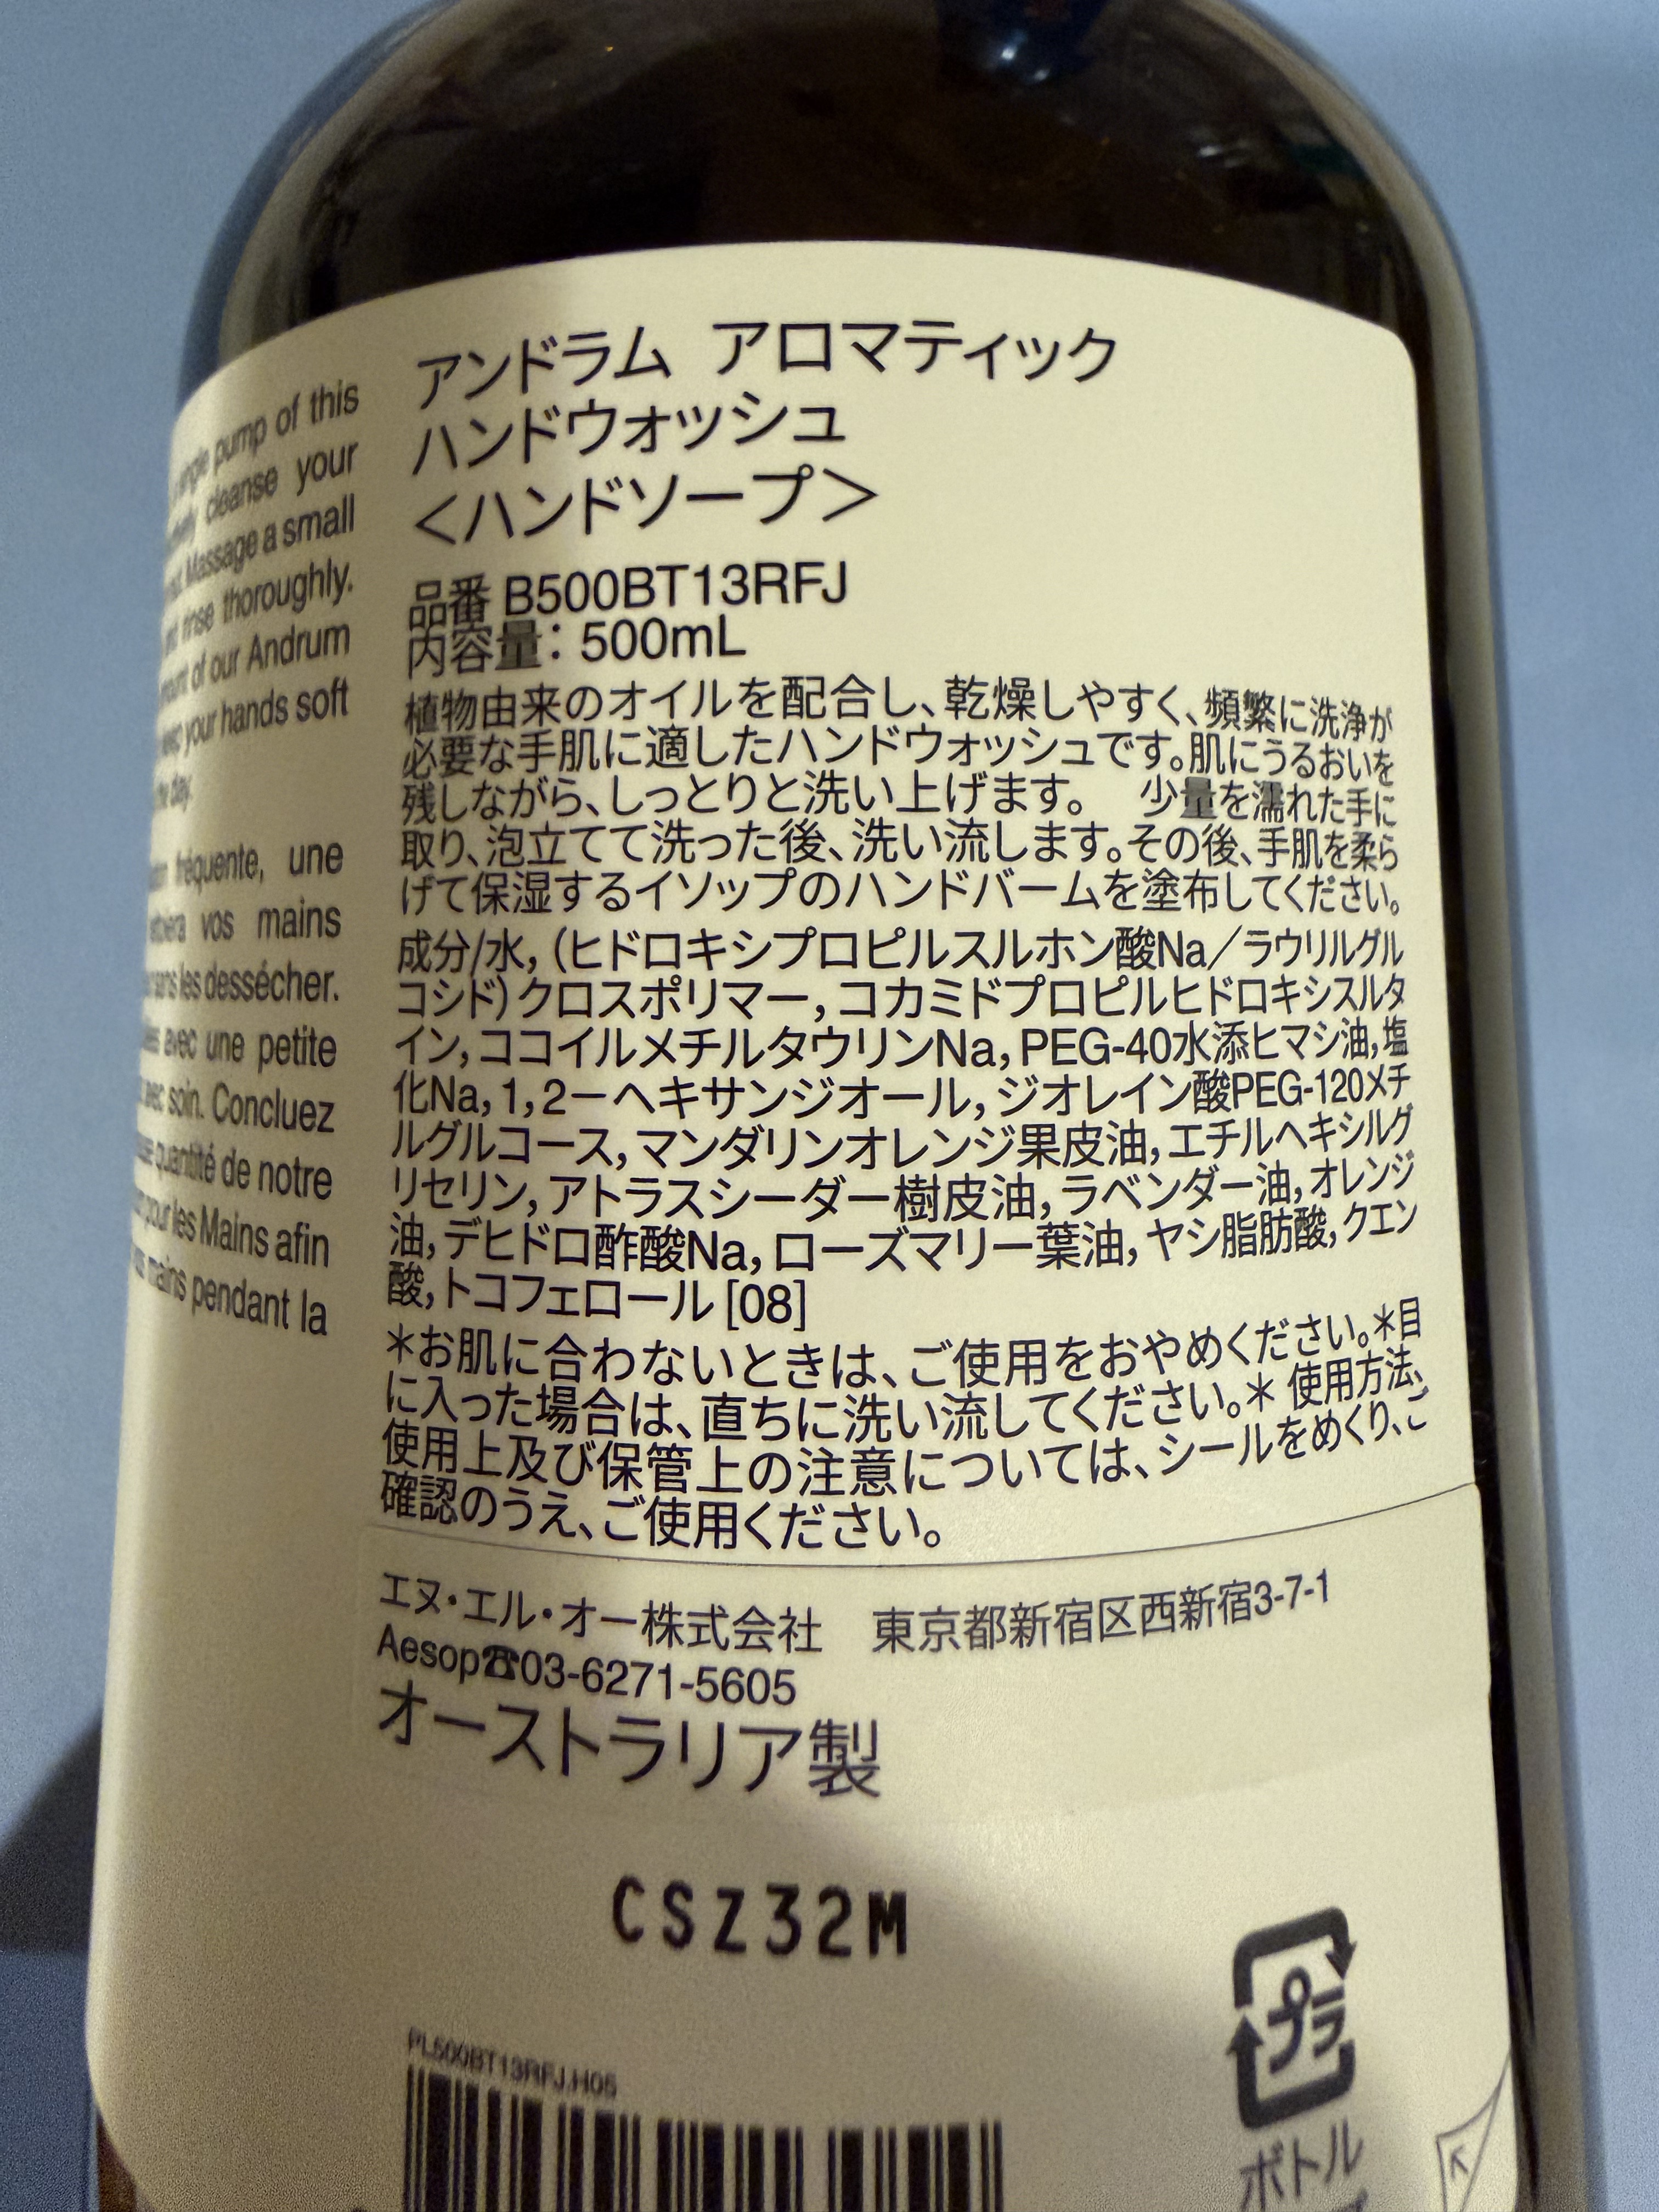 pump of this
cleanse your
Massage a small
rinse thoroughly.
of our Andrum
your hands soft
fréquente, une
vos mains
les dessécher.
avec une petite
soin. Concluez
quantité de notre
pour les Mains afin
mains pendant la
アンドラム アロマティック
ハンドウォッシュ
＜ハンドソープ＞
品番 B500BT13RFJ
内容量：500mL
植物由来のオイルを配合し、乾燥しやすく、頻繁に洗浄が
必要な手肌に適したハンドウォッシュです。肌にうるおいを
残しながら、しっとりと洗い上げます。 少量を濡れた手に
取り、泡立てて洗った後、洗い流します。その後、手肌を柔ら
げて保湿するイソップのハンドバームを塗布してください。
成分/水, (ヒドロキシプロピルスルホン酸Na／ラウリルグル
コシド)クロスポリマー, コカミドプロピルヒドロキシスルタ
イン, ココイルメチルタウリンNa, PEG-40水添ヒマシ油, 塩
化Na, 1, 2－ヘキサンジオール, ジオレイン酸PEG-120メチ
ルグルコース, マンダリンオレンジ果皮油, エチルヘキシルグ
リセリン, アトラスシーダー樹皮油, ラベンダー油, オレンジ
油, デヒドロ酢酸Na, ローズマリー葉油, ヤシ脂肪酸, クエン
酸, トコフェロール [08]
＊お肌に合わないときは、ご使用をおやめください。＊目
に入った場合は、直ちに洗い流してください。＊ 使用方法、
使用上及び保管上の注意については、シールをめくり、ご
確認のうえ、ご使用ください。
エヌ・エル・オー株式会社 東京都新宿区西新宿3-7-1
Aesop☎03-6271-5605
オーストラリア製
CSZ32M
PL500BT13RFJ.H05
プラ
ボトル